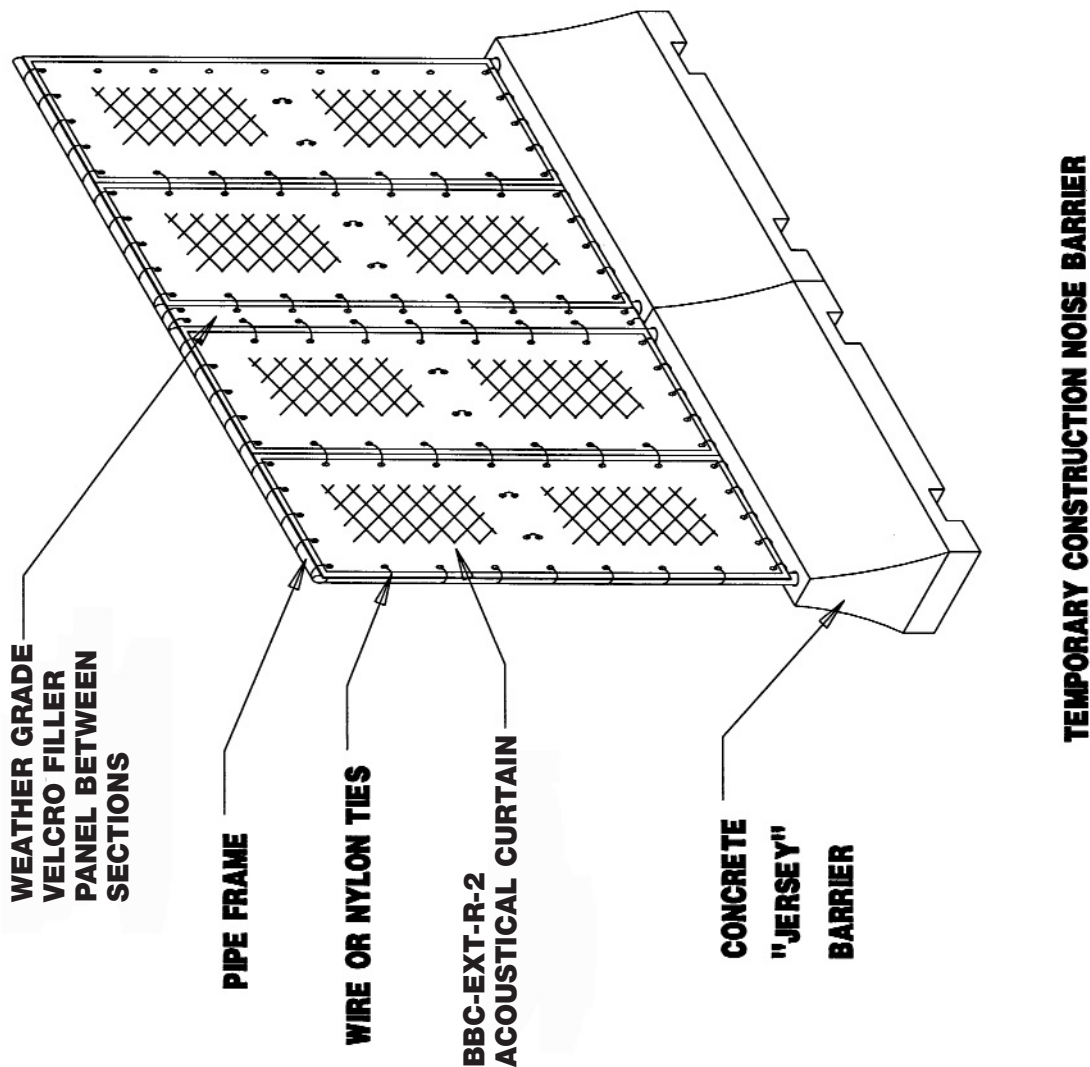 WEATHER GRADE
VELCRO FILLER
PANEL BETWEEN
SECTIONS
PIPE FRAME
WIRE OR NYLON TIES
BBC-EXT-R-2
ACOUSTICAL CURTAIN
CONCRETE
"JERSEY"
BARRIER
TEMPORARY CONSTRUCTION NOISE BARRIER